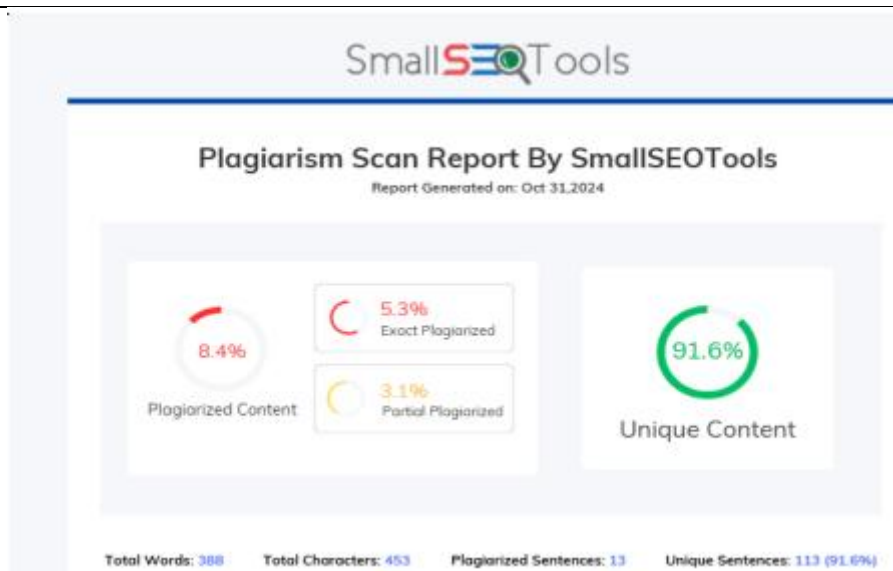 SmallSEOTools
Plagiarism Scan Report By SmallSEOTools
Report Generated on: Oct 31,2024
8.4%
Plagiarized Content
5.3%
Exact Plagiarized
3.1%
Partial Plagiarized
91.6%
Unique Content
Total Words: 388 Total Characters: 453 Plagiarized Sentences: 13 Unique Sentences: 113 (91.6%)